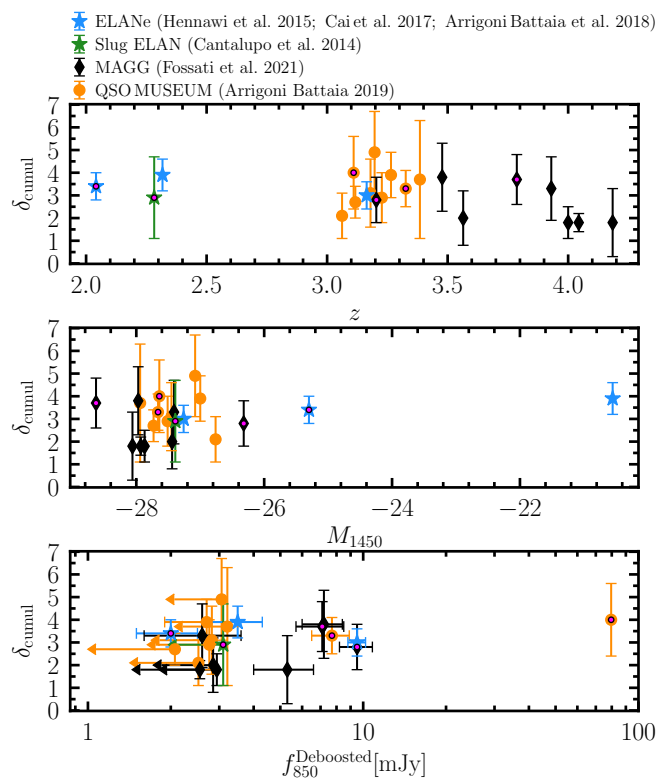 ELANe (Hennawi et al. 2015; Cai et al. 2017; Arrigoni Battaia et al. 2018)
Slug ELAN (Cantalupo et al. 2014)
MAGG (Fossati et al. 2021)
QSO MUSEUM (Arrigoni Battaia 2019)
7
6
5
4
3
2
1
0
δcumul
2.0 2.5 3.0 3.5 4.0
z
7
6
5
4
3
2
1
0
δcumul
−28 −26 −24 −22
M1450
7
6
5
4
3
2
1
0
δcumul
1 10 100
f850Deboosted[mJy]